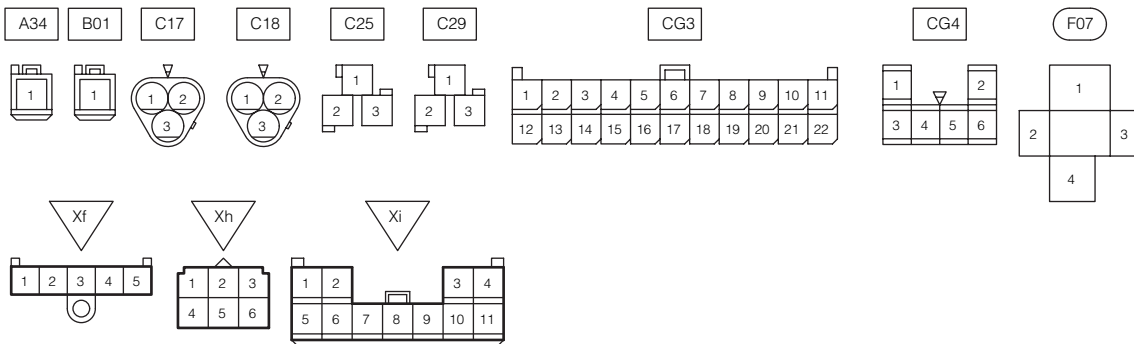 A34 B01 C17 C18 C25 C29 CG3 CG4 F07
1 1 1 2 1 2 1 1 1 2 3 4 5 6 7 8 9 10 11 1 2 1
3 3 2 3 2 3 12 13 14 15 16 17 18 19 20 21 22 3 4 5 6 2 3
4
Xf Xh Xi
1 2 3 4 5 1 2 3 1 2 3 4
4 5 6 5 6 7 8 9 10 11